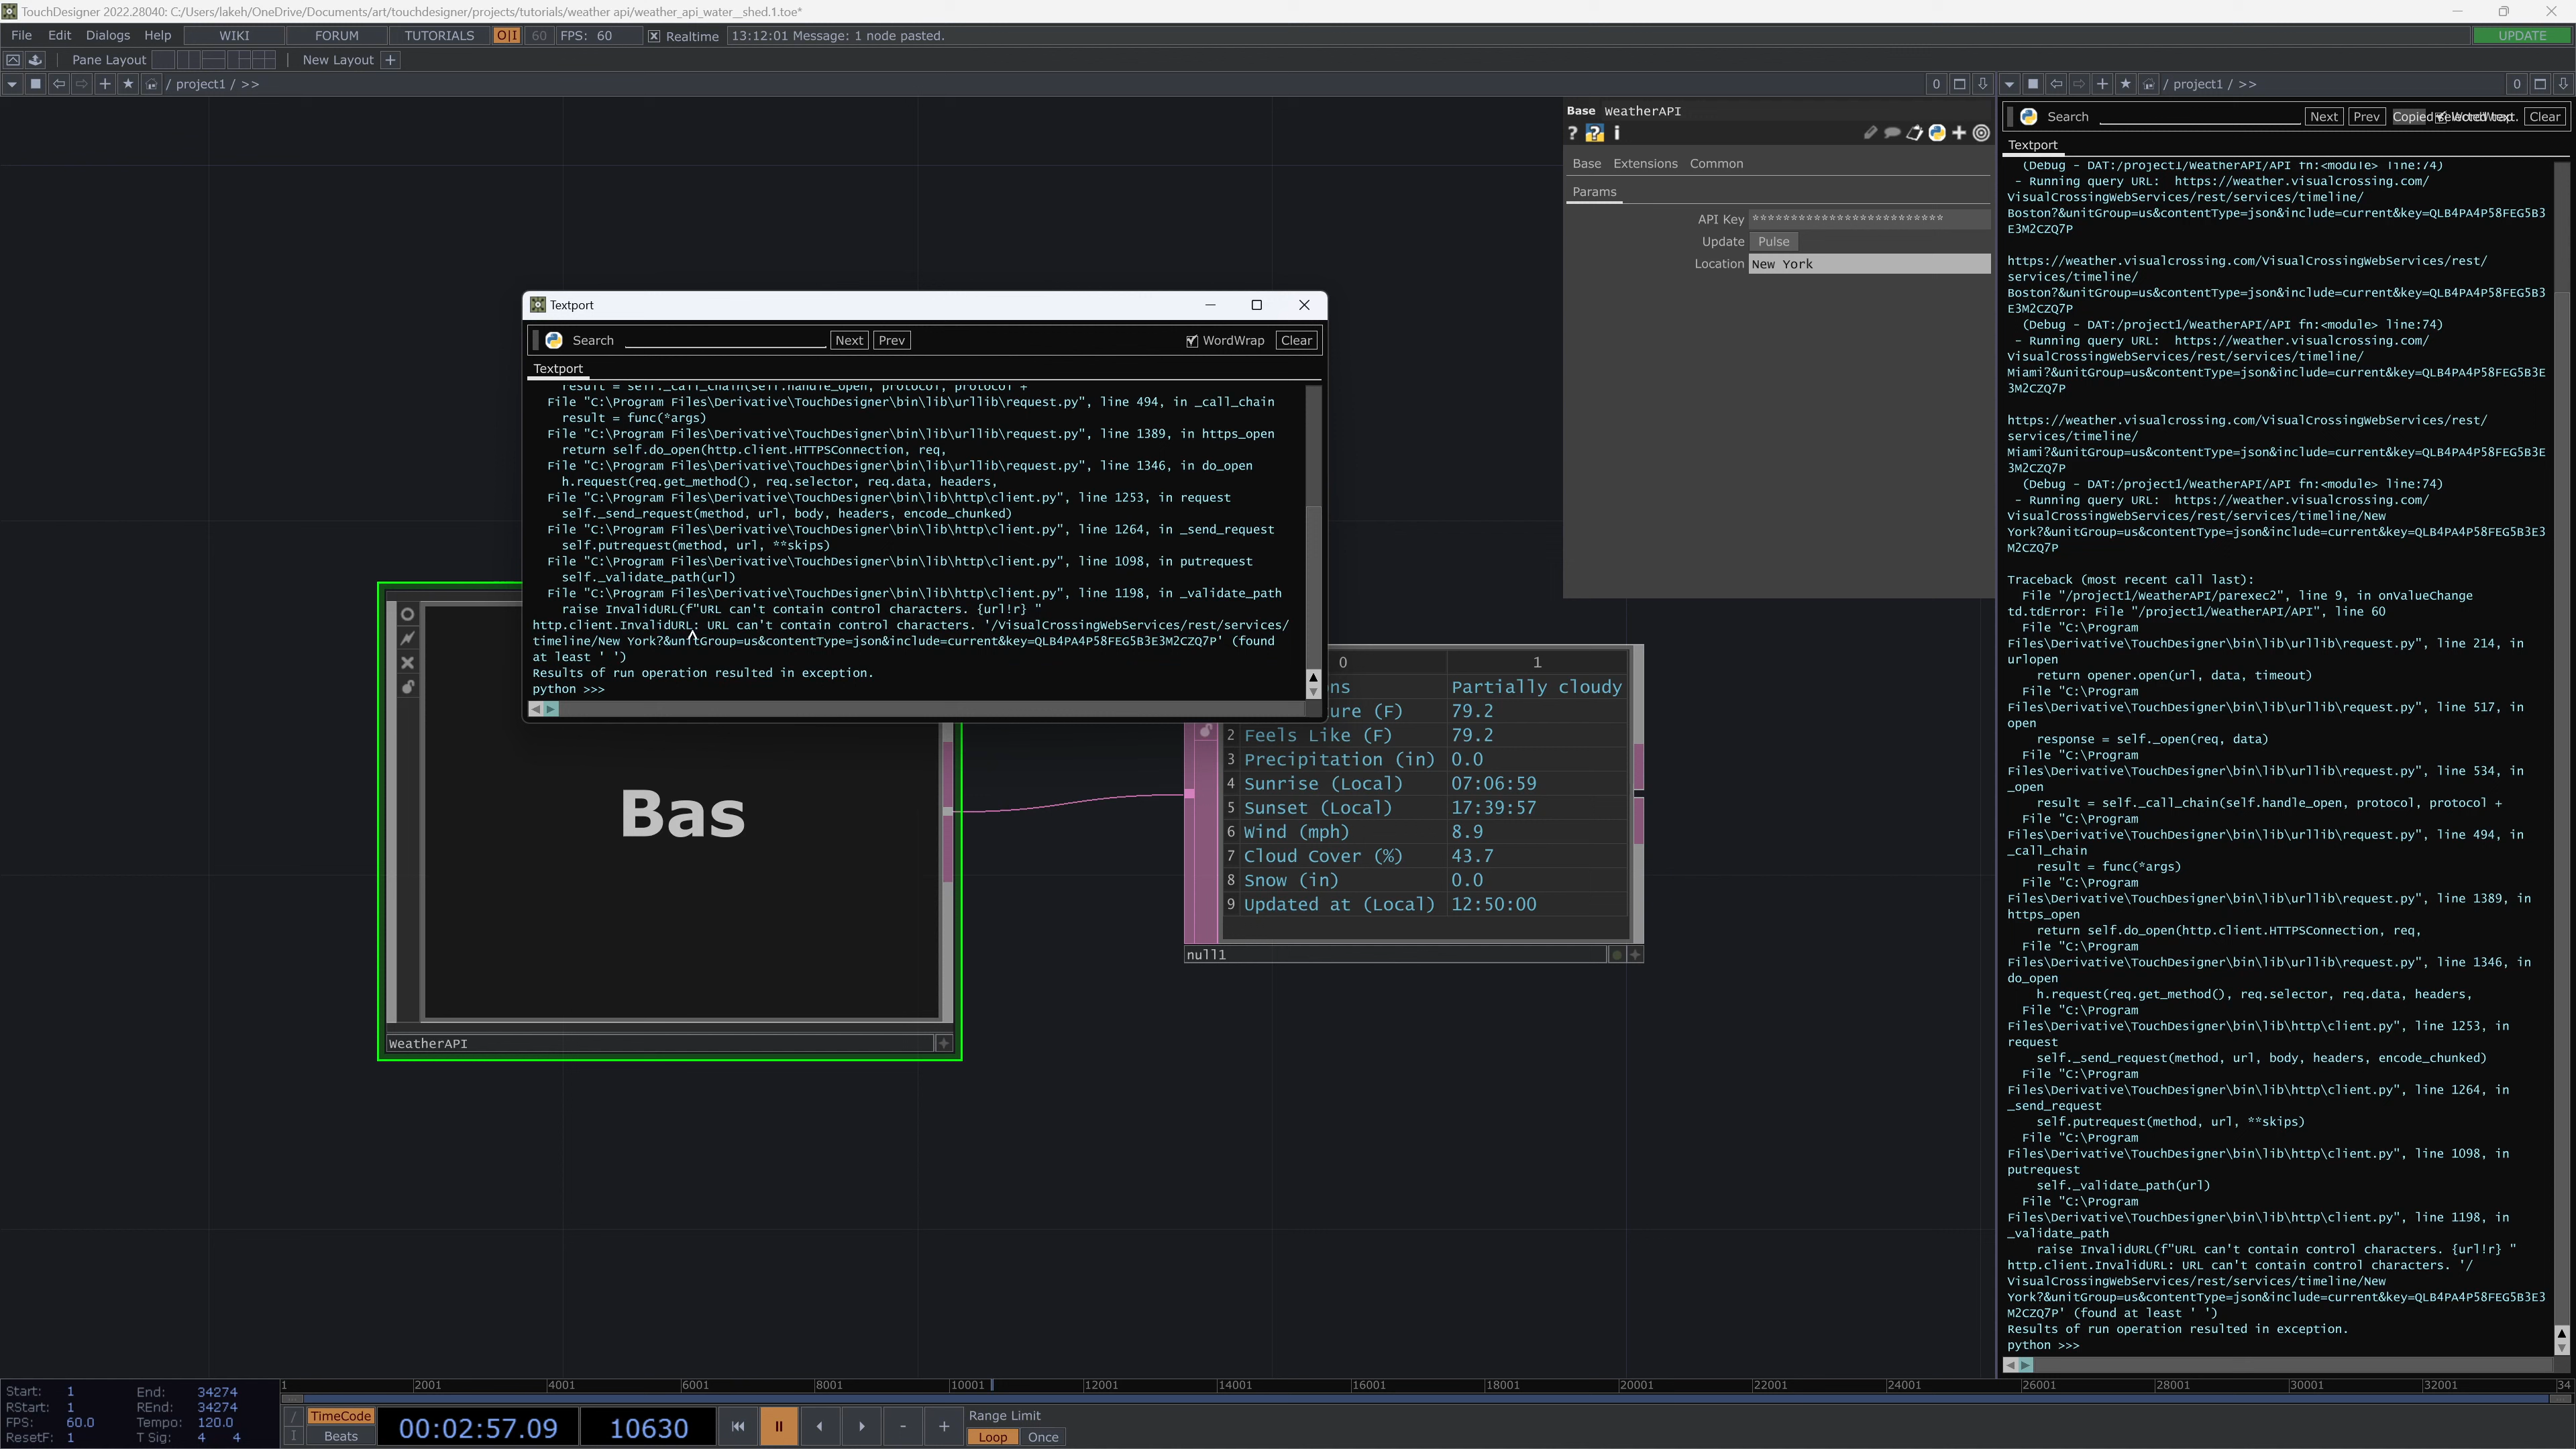 TouchDesigner 2022.28040: C:/Users/lakeh/OneDrive/Documents/art/touchdesigner/projects/tutorials/weather api/weather_api_water__shed.1.toe*
File Edit Dialogs Help WIKI FORUM TUTORIALS O|I 60 FPS: 60 Realtime 13:12:01 Message: 1 node pasted. UPDATE
Pane Layout New Layout +
/ project1 / >> 0
/ project1 / >> 0
Base WeatherAPI
? ? i
Base Extensions Common
Params
API Key *************************
Update Pulse
Location New York
Textport
Search Next Prev WordWrap Clear
Textport
result = self._call_chain(self.handle_open, protocol, protocol +
File "C:\Program Files\Derivative\TouchDesigner\bin\lib\urllib\request.py", line 494, in _call_chain
result = func(*args)
File "C:\Program Files\Derivative\TouchDesigner\bin\lib\urllib\request.py", line 1389, in https_open
return self.do_open(http.client.HTTPSConnection, req,
File "C:\Program Files\Derivative\TouchDesigner\bin\lib\urllib\request.py", line 1346, in do_open
h.request(req.get_method(), req.selector, req.data, headers,
File "C:\Program Files\Derivative\TouchDesigner\bin\lib\http\client.py", line 1253, in request
self._send_request(method, url, body, headers, encode_chunked)
File "C:\Program Files\Derivative\TouchDesigner\bin\lib\http\client.py", line 1264, in _send_request
self.putrequest(method, url, **skips)
File "C:\Program Files\Derivative\TouchDesigner\bin\lib\http\client.py", line 1098, in putrequest
self._validate_path(url)
File "C:\Program Files\Derivative\TouchDesigner\bin\lib\http\client.py", line 1198, in _validate_path
raise InvalidURL(f"URL can't contain control characters. {url!r} "
http.client.InvalidURL: URL can't contain control characters. '/VisualCrossingWebServices/rest/services/
timeline/New York?&unitGroup=us&contentType=json&include=current&key=QLB4PA4P58FEG5B3E3M2CZQ7P' (found
at least ' ')
Results of run operation resulted in exception.
python >>>
Bas
WeatherAPI
0 1
ns Partially cloudy
ure (F) 79.2
2 Feels Like (F) 79.2
3 Precipitation (in) 0.0
4 Sunrise (Local) 07:06:59
5 Sunset (Local) 17:39:57
6 Wind (mph) 8.9
7 Cloud Cover (%) 43.7
8 Snow (in) 0.0
9 Updated at (Local) 12:50:00
null1
Search Next Prev Clear
Textport
(Debug - DAT:/project1/WeatherAPI/API fn:<module> line:74)
- Running query URL: https://weather.visualcrossing.com/
VisualCrossingWebServices/rest/services/timeline/
Boston?&unitGroup=us&contentType=json&include=current&key=QLB4PA4P58FEG5B3
E3M2CZQ7P
https://weather.visualcrossing.com/VisualCrossingWebServices/rest/
services/timeline/
Boston?&unitGroup=us&contentType=json&include=current&key=QLB4PA4P58FEG5B3
E3M2CZQ7P
(Debug - DAT:/project1/WeatherAPI/API fn:<module> line:74)
- Running query URL: https://weather.visualcrossing.com/
VisualCrossingWebServices/rest/services/timeline/
Miami?&unitGroup=us&contentType=json&include=current&key=QLB4PA4P58FEG5B3E
3M2CZQ7P
https://weather.visualcrossing.com/VisualCrossingWebServices/rest/
services/timeline/
Miami?&unitGroup=us&contentType=json&include=current&key=QLB4PA4P58FEG5B3E
3M2CZQ7P
(Debug - DAT:/project1/WeatherAPI/API fn:<module> line:74)
- Running query URL: https://weather.visualcrossing.com/
VisualCrossingWebServices/rest/services/timeline/New
York?&unitGroup=us&contentType=json&include=current&key=QLB4PA4P58FEG5B3E3
M2CZQ7P
Traceback (most recent call last):
File "/project1/WeatherAPI/parexec2", line 9, in onValueChange
td.tdError: File "/project1/WeatherAPI/API", line 60
File "C:\Program
Files\Derivative\TouchDesigner\bin\lib\urllib\request.py", line 214, in
urlopen
return opener.open(url, data, timeout)
File "C:\Program
Files\Derivative\TouchDesigner\bin\lib\urllib\request.py", line 517, in
open
response = self._open(req, data)
File "C:\Program
Files\Derivative\TouchDesigner\bin\lib\urllib\request.py", line 534, in
_open
result = self._call_chain(self.handle_open, protocol, protocol +
File "C:\Program
Files\Derivative\TouchDesigner\bin\lib\urllib\request.py", line 494, in
_call_chain
result = func(*args)
File "C:\Program
Files\Derivative\TouchDesigner\bin\lib\urllib\request.py", line 1389, in
https_open
return self.do_open(http.client.HTTPSConnection, req,
File "C:\Program
Files\Derivative\TouchDesigner\bin\lib\urllib\request.py", line 1346, in
do_open
h.request(req.get_method(), req.selector, req.data, headers,
File "C:\Program
Files\Derivative\TouchDesigner\bin\lib\http\client.py", line 1253, in
request
self._send_request(method, url, body, headers, encode_chunked)
File "C:\Program
Files\Derivative\TouchDesigner\bin\lib\http\client.py", line 1264, in
_send_request
self.putrequest(method, url, **skips)
File "C:\Program
Files\Derivative\TouchDesigner\bin\lib\http\client.py", line 1098, in
putrequest
self._validate_path(url)
File "C:\Program
Files\Derivative\TouchDesigner\bin\lib\http\client.py", line 1198, in
_validate_path
raise InvalidURL(f"URL can't contain control characters. {url!r} "
http.client.InvalidURL: URL can't contain control characters. '/
VisualCrossingWebServices/rest/services/timeline/New
York?&unitGroup=us&contentType=json&include=current&key=QLB4PA4P58FEG5B3E3
M2CZQ7P' (found at least ' ')
Results of run operation resulted in exception.
python >>>
1 2001 4001 6001 8001 10001 12001 14001 16001 18001 20001 22001 24001 26001 28001 30001 32001 34
Start: 1 End: 34274
RStart: 1 REnd: 34274
FPS: 60.0 Tempo: 120.0
ResetF: 1 T Sig: 4 4
/ TimeCode
I Beats
00:02:57.09 10630 - +
Range Limit
Loop Once